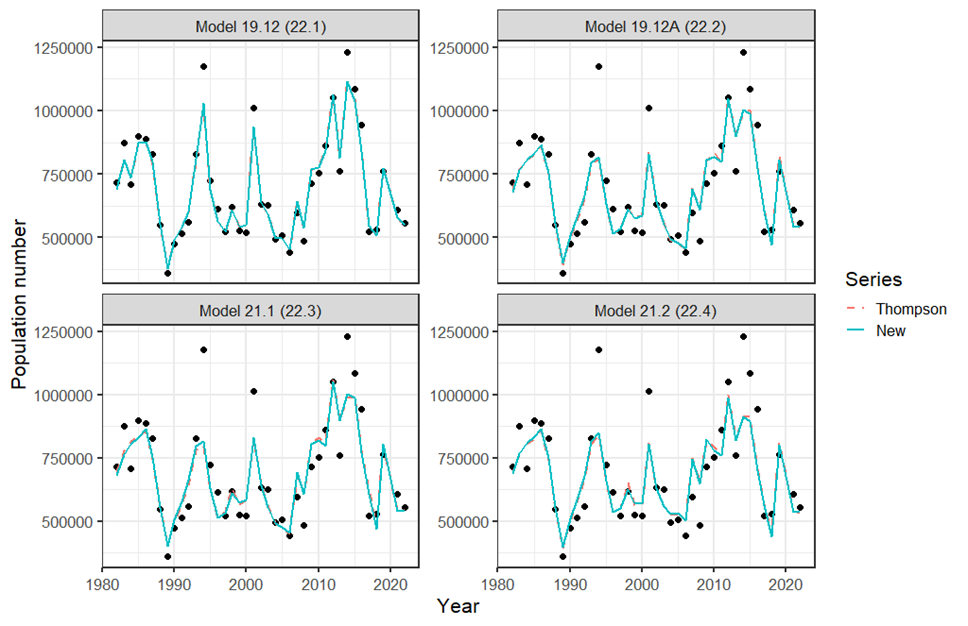 Model 19.12 (22.1)
Model 19.12A (22.2)
1250000
1000000
750000
500000
1250000
1000000
750000
500000
Model 21.1 (22.3)
Model 21.2 (22.4)
1250000
1000000
750000
500000
1250000
1000000
750000
500000
1980 1990 2000 2010 2020
1980 1990 2000 2010 2020
Year
Population number
Series
Thompson
New